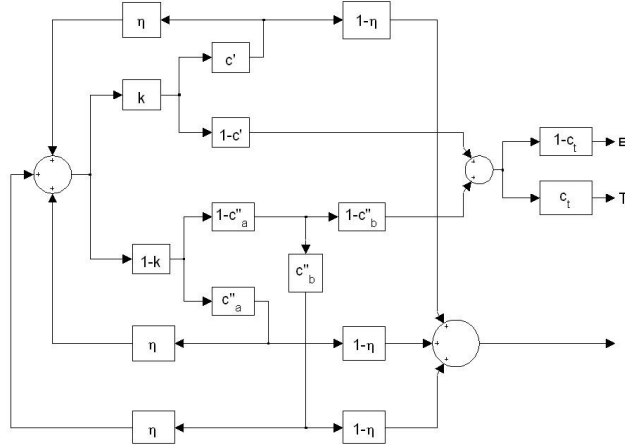 η
1-η
c'
k
1-c'
1-c_t
E
c_t
T
1-c"_a
1-c"_b
1-k
c"_b
c"_a
η
1-η
η
1-η
+
+
+
+
+
+
+
+
+